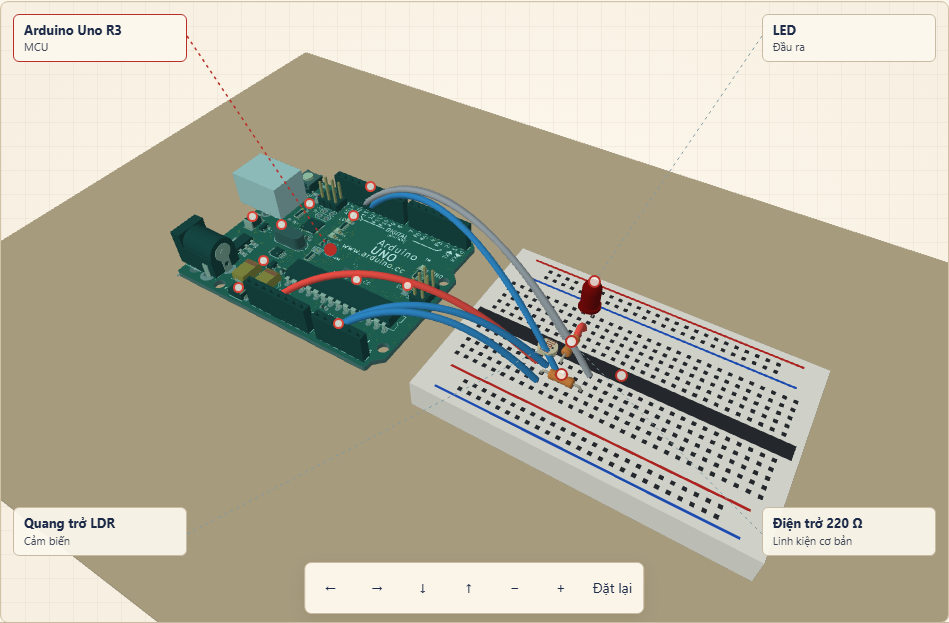 Arduino Uno R3
MCU
LED
Đầu ra
DIGITAL
Arduino
UNO
www.arduino.cc
Quang trở LDR
Cảm biến
Điện trở 220 Ω
Linh kiện cơ bản
← → ↓ ↑ − + Đặt lại